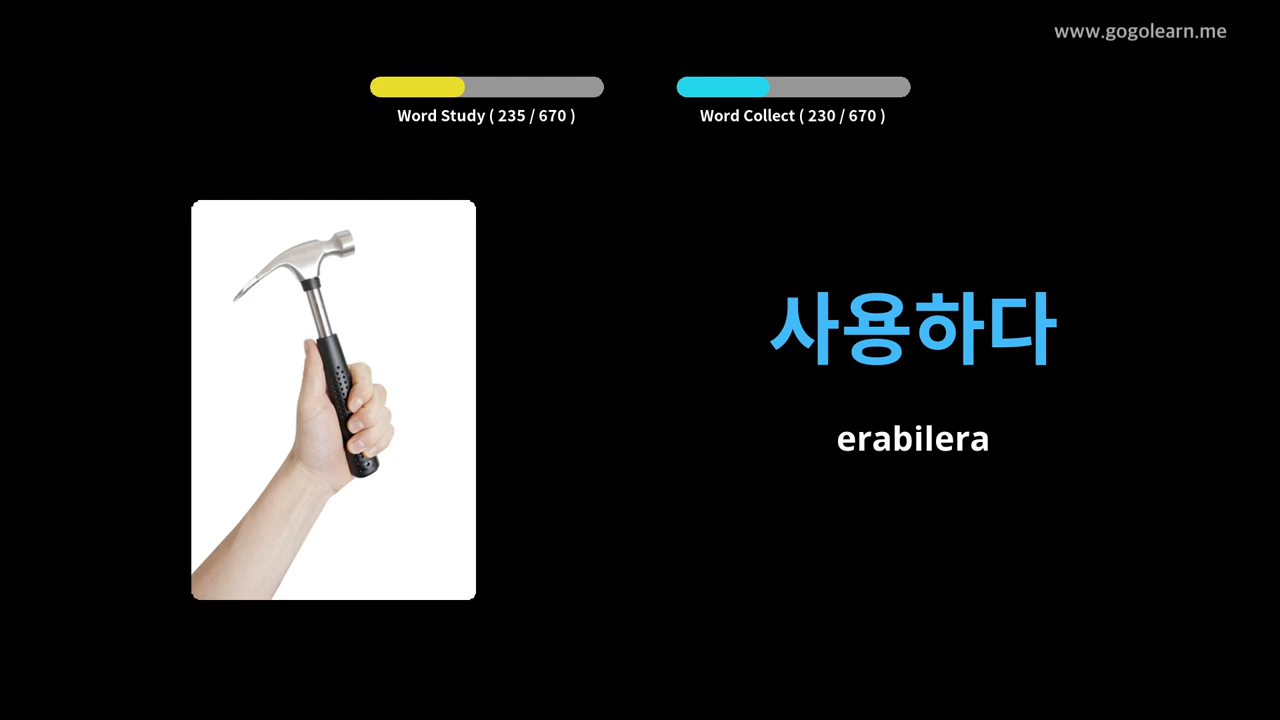 www.gogolearn.me
Word Study ( 235 / 670 )
Word Collect ( 230 / 670 )
사용하다
erabilera